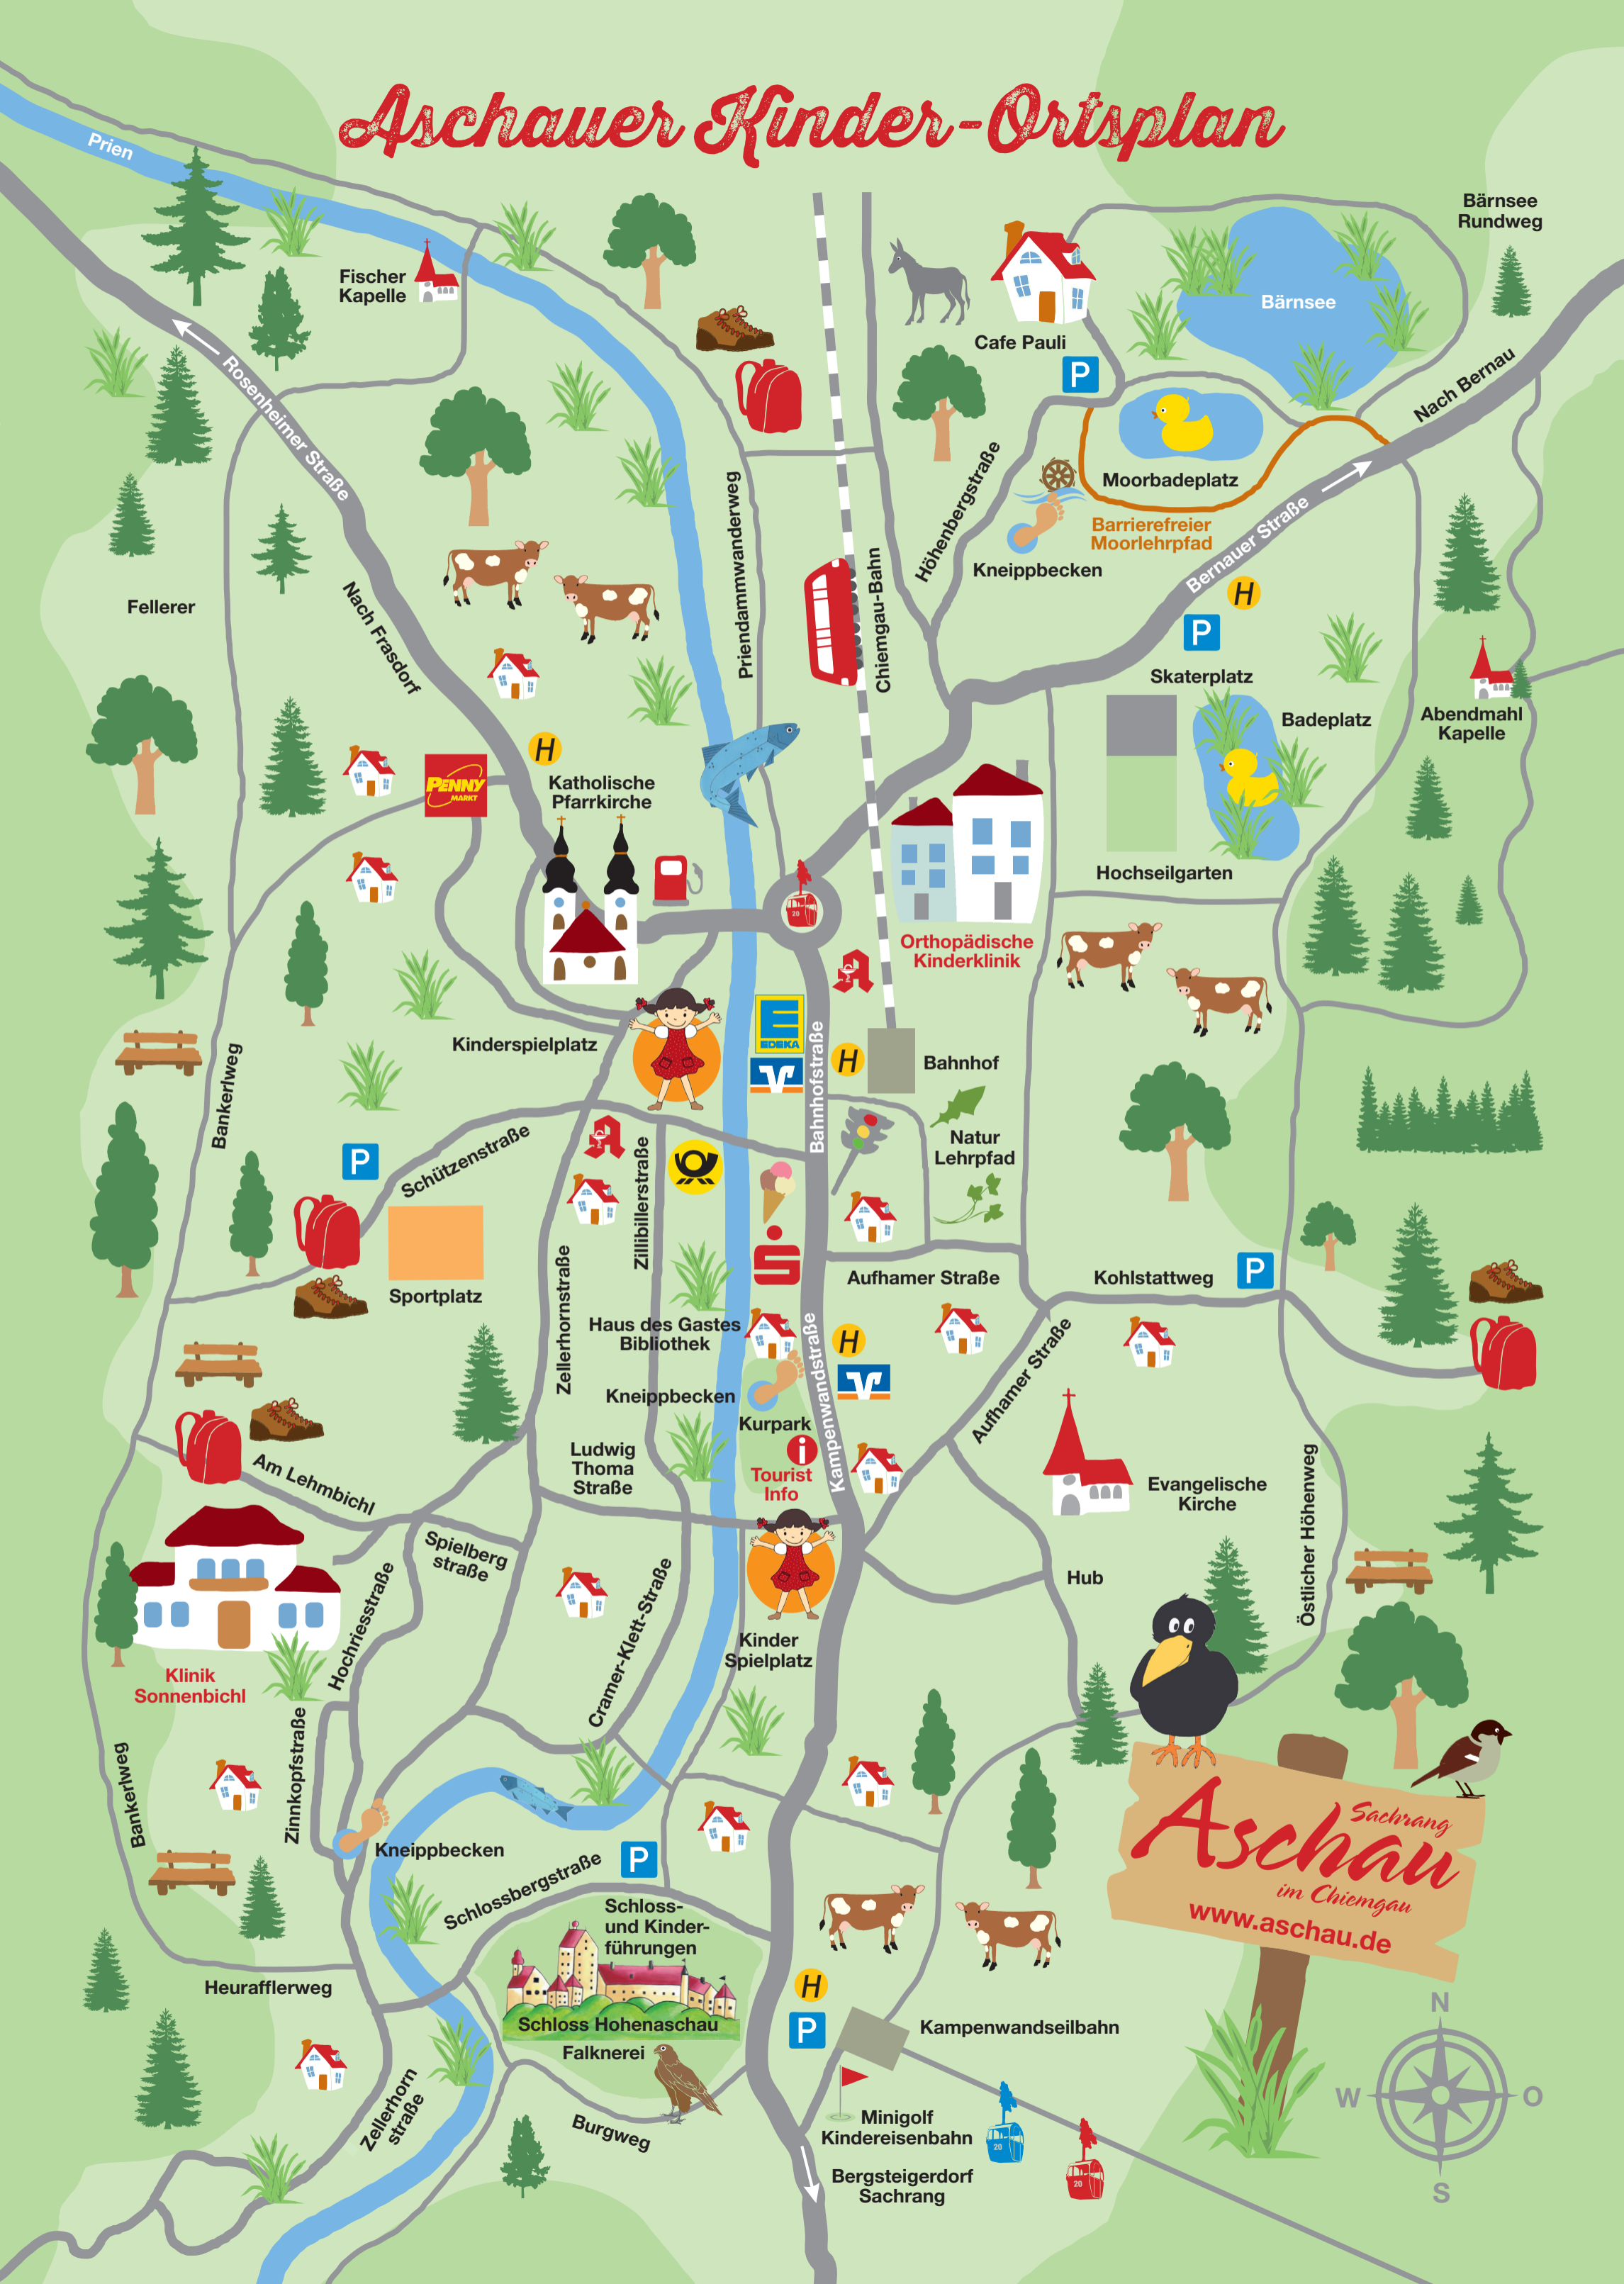 Aschauer Kinder-Ortsplan
Prien
Bärnsee
Rundweg
Fischer
Kapelle
Bärnsee
Cafe Pauli
P
Nach Bernau
Rosenheimer Straße
Moorbadeplatz
Priendammwanderweg
Höhenbergstraße
Barrierefreier
Moorlehrpfad
Bernauer Straße
Kneippbecken
H
Fellerer
Nach Frasdorf
Chiemgau-Bahn
P
Skaterplatz
Badeplatz
Abendmahl
Kapelle
H
PENNY
MARKT
Katholische
Pfarrkirche
Hochseilgarten
20
Orthopädische
Kinderklinik
A
E
EDEKA
Kinderspielplatz
Bahnhofstraße
H
Bahnhof
Bankerlweg
Natur
Lehrpfad
P
Schützenstraße
A
Zillibillerstraße
S
Sportplatz
Zellerhornstraße
Aufhamer Straße
Kohlstattweg
P
Haus des Gastes
Bibliothek
Kampenwandstraße
H
Aufhamer Straße
Kneippbecken
Kurpark
i
Tourist
Info
Ludwig
Thoma
Straße
Am Lehmbichl
Evangelische
Kirche
Östlicher Höhenweg
Spielberg
straße
Hub
Hochriesstraße
Cramer-Klett-Straße
Kinder
Spielplatz
Klinik
Sonnenbichl
Zinnkopfstraße
Bankerlweg
Kneippbecken
P
Schlossbergstraße
Schloss-
und Kinder-
führungen
Sachrang
Aschau
im Chiemgau
www.aschau.de
Heurafflerweg
H
Schloss Hohenaschau
P
Kampenwandseilbahn
Falknerei
N
W
O
S
Zellerhorn
straße
Burgweg
Minigolf
Kindereisenbahn
20
20
Bergsteigerdorf
Sachrang